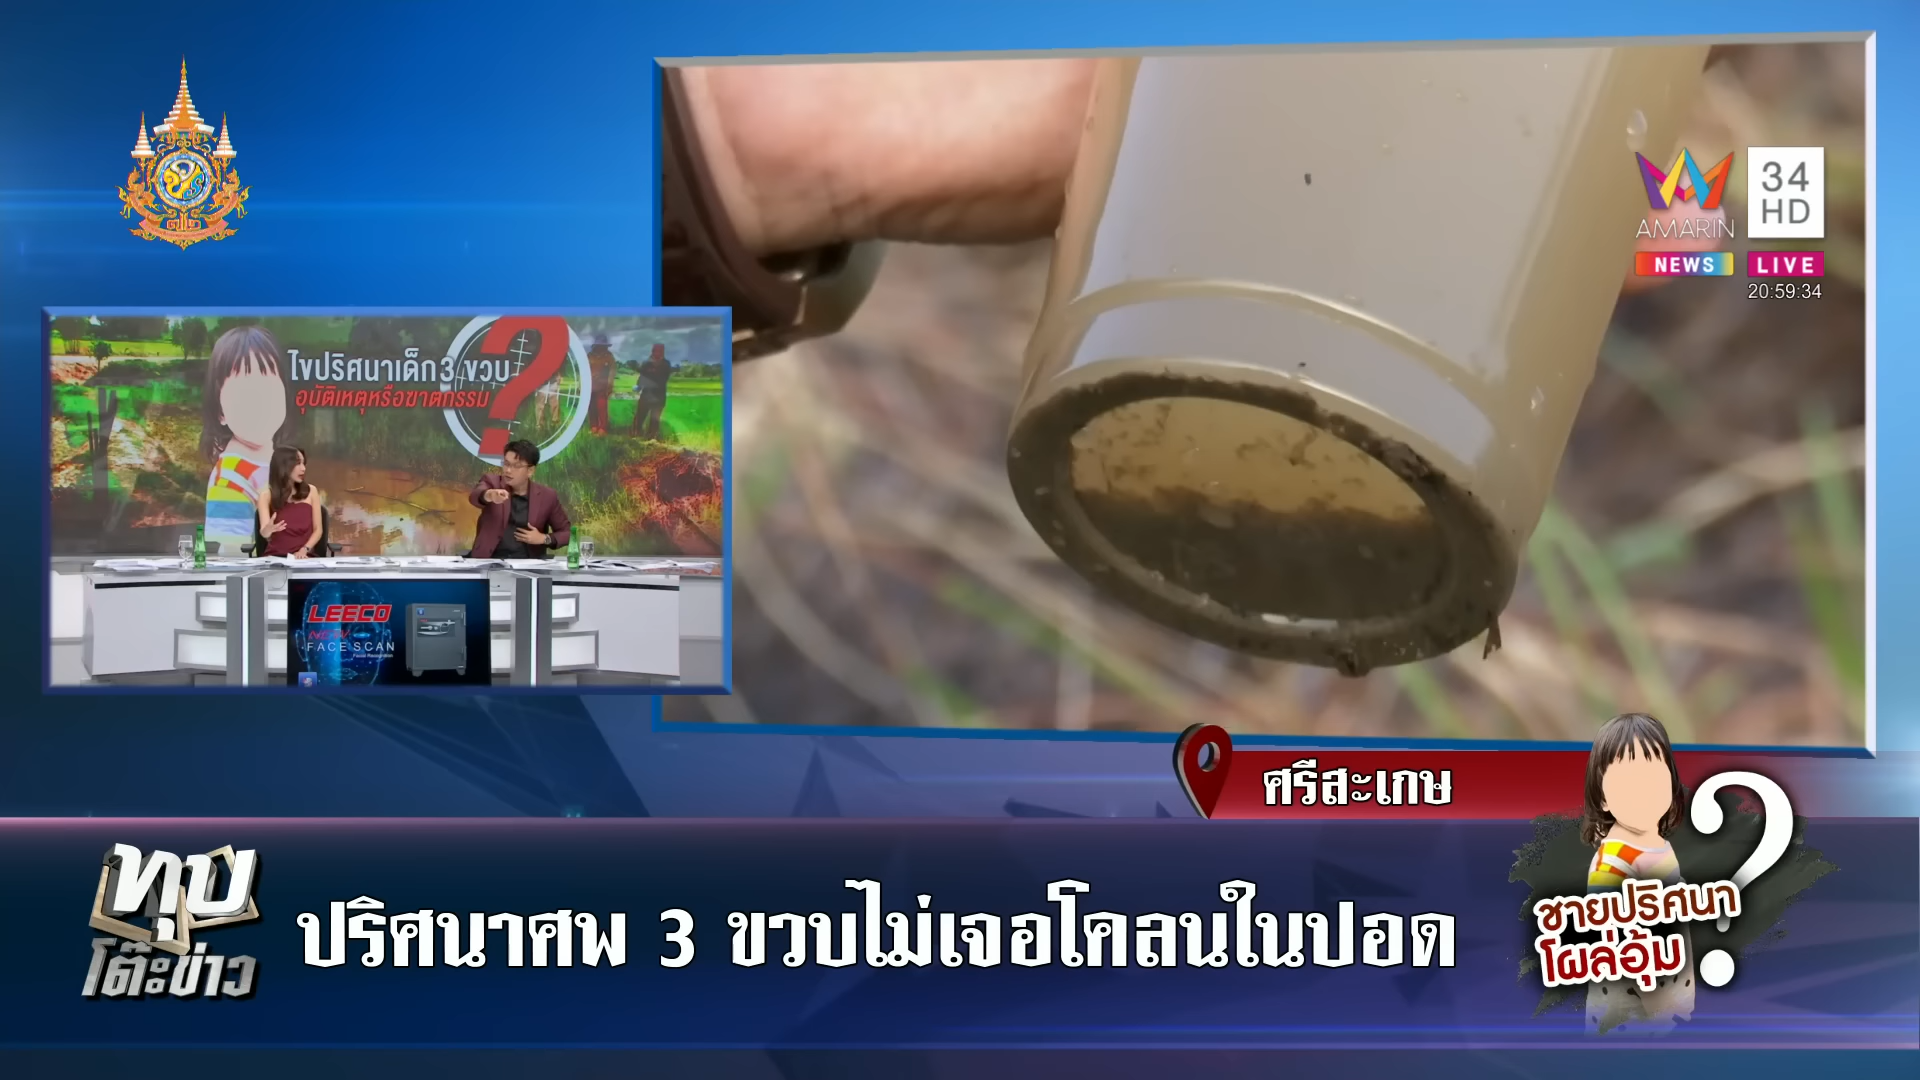 34
HD
AMARIN
NEWS
LIVE
20:59:34
ไขปริศนาเด็ก 3 ขวบ
อุบัติเหตุหรือฆาตกรรม
?
LEECO
FACE SCAN
ศรีสะเกษ
ทุบ
โต๊ะข่าว
ปริศนาศพ 3 ขวบไม่เจอโคลนในปอด
ชายปริศนา
โผล่อุ้ม
?